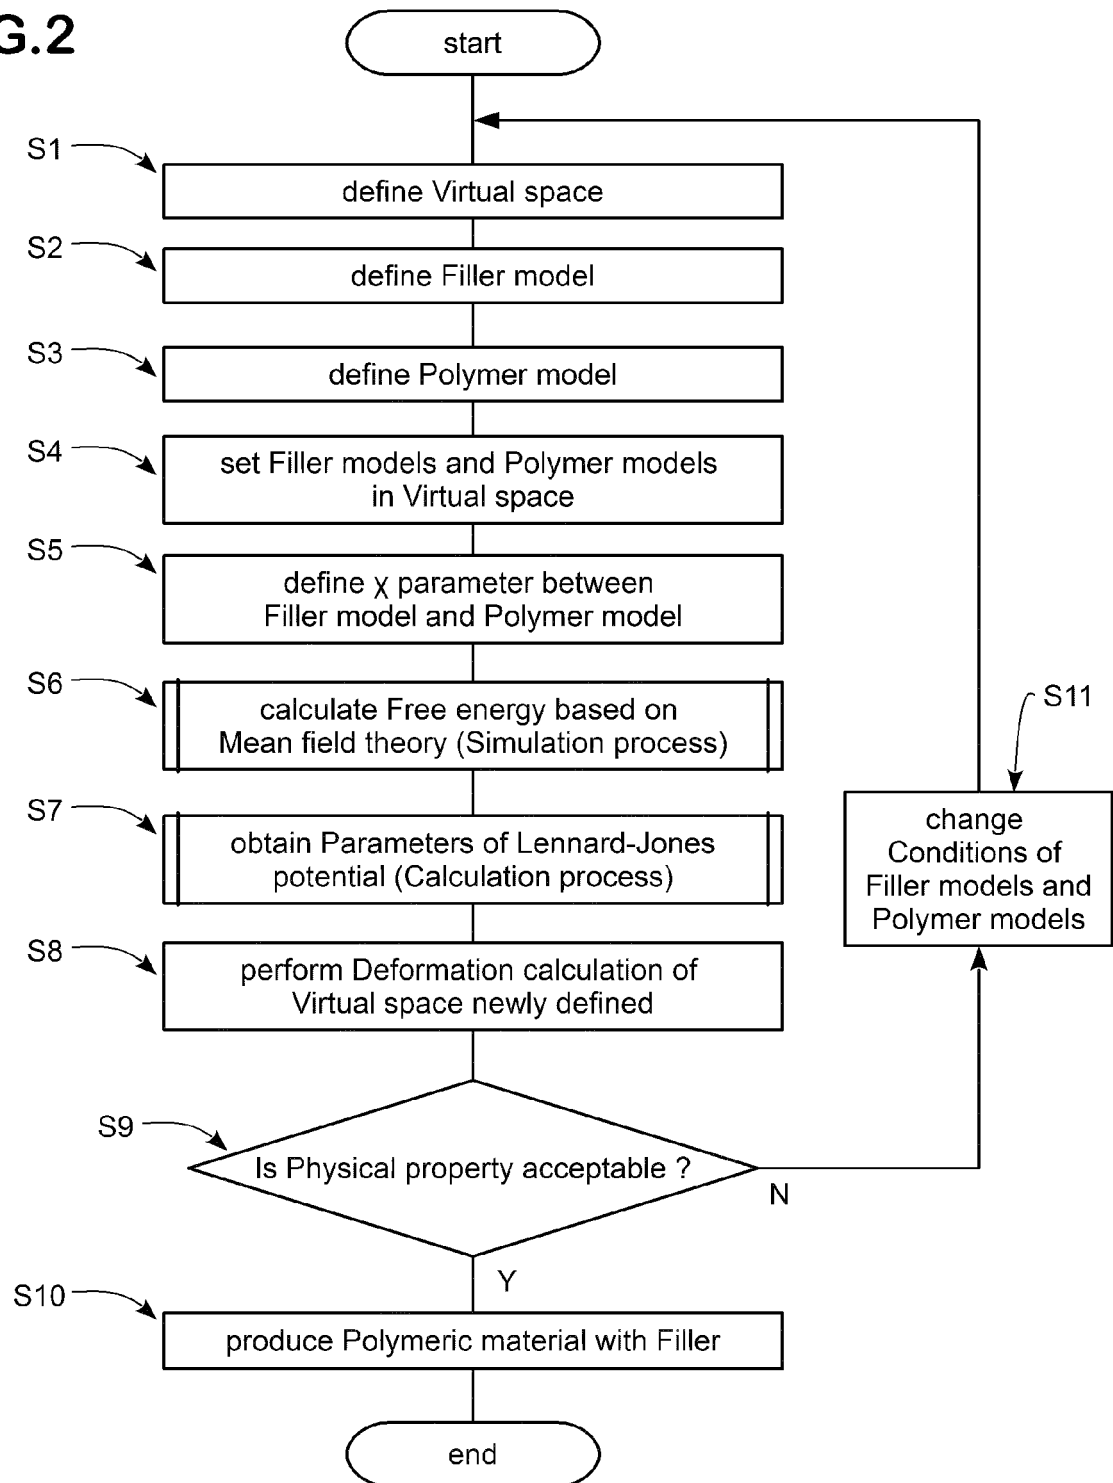 G.2
start
S1
define Virtual space
S2
define Filler model
S3
define Polymer model
S4
set Filler models and Polymer models
in Virtual space
S5
define χ parameter between
Filler model and Polymer model
S6
calculate Free energy based on
Mean field theory (Simulation process)
S7
obtain Parameters of Lennard-Jones
potential (Calculation process)
S8
perform Deformation calculation of
Virtual space newly defined
S9
Is Physical property acceptable ?
N
Y
S11
change
Conditions of
Filler models and
Polymer models
S10
produce Polymeric material with Filler
end